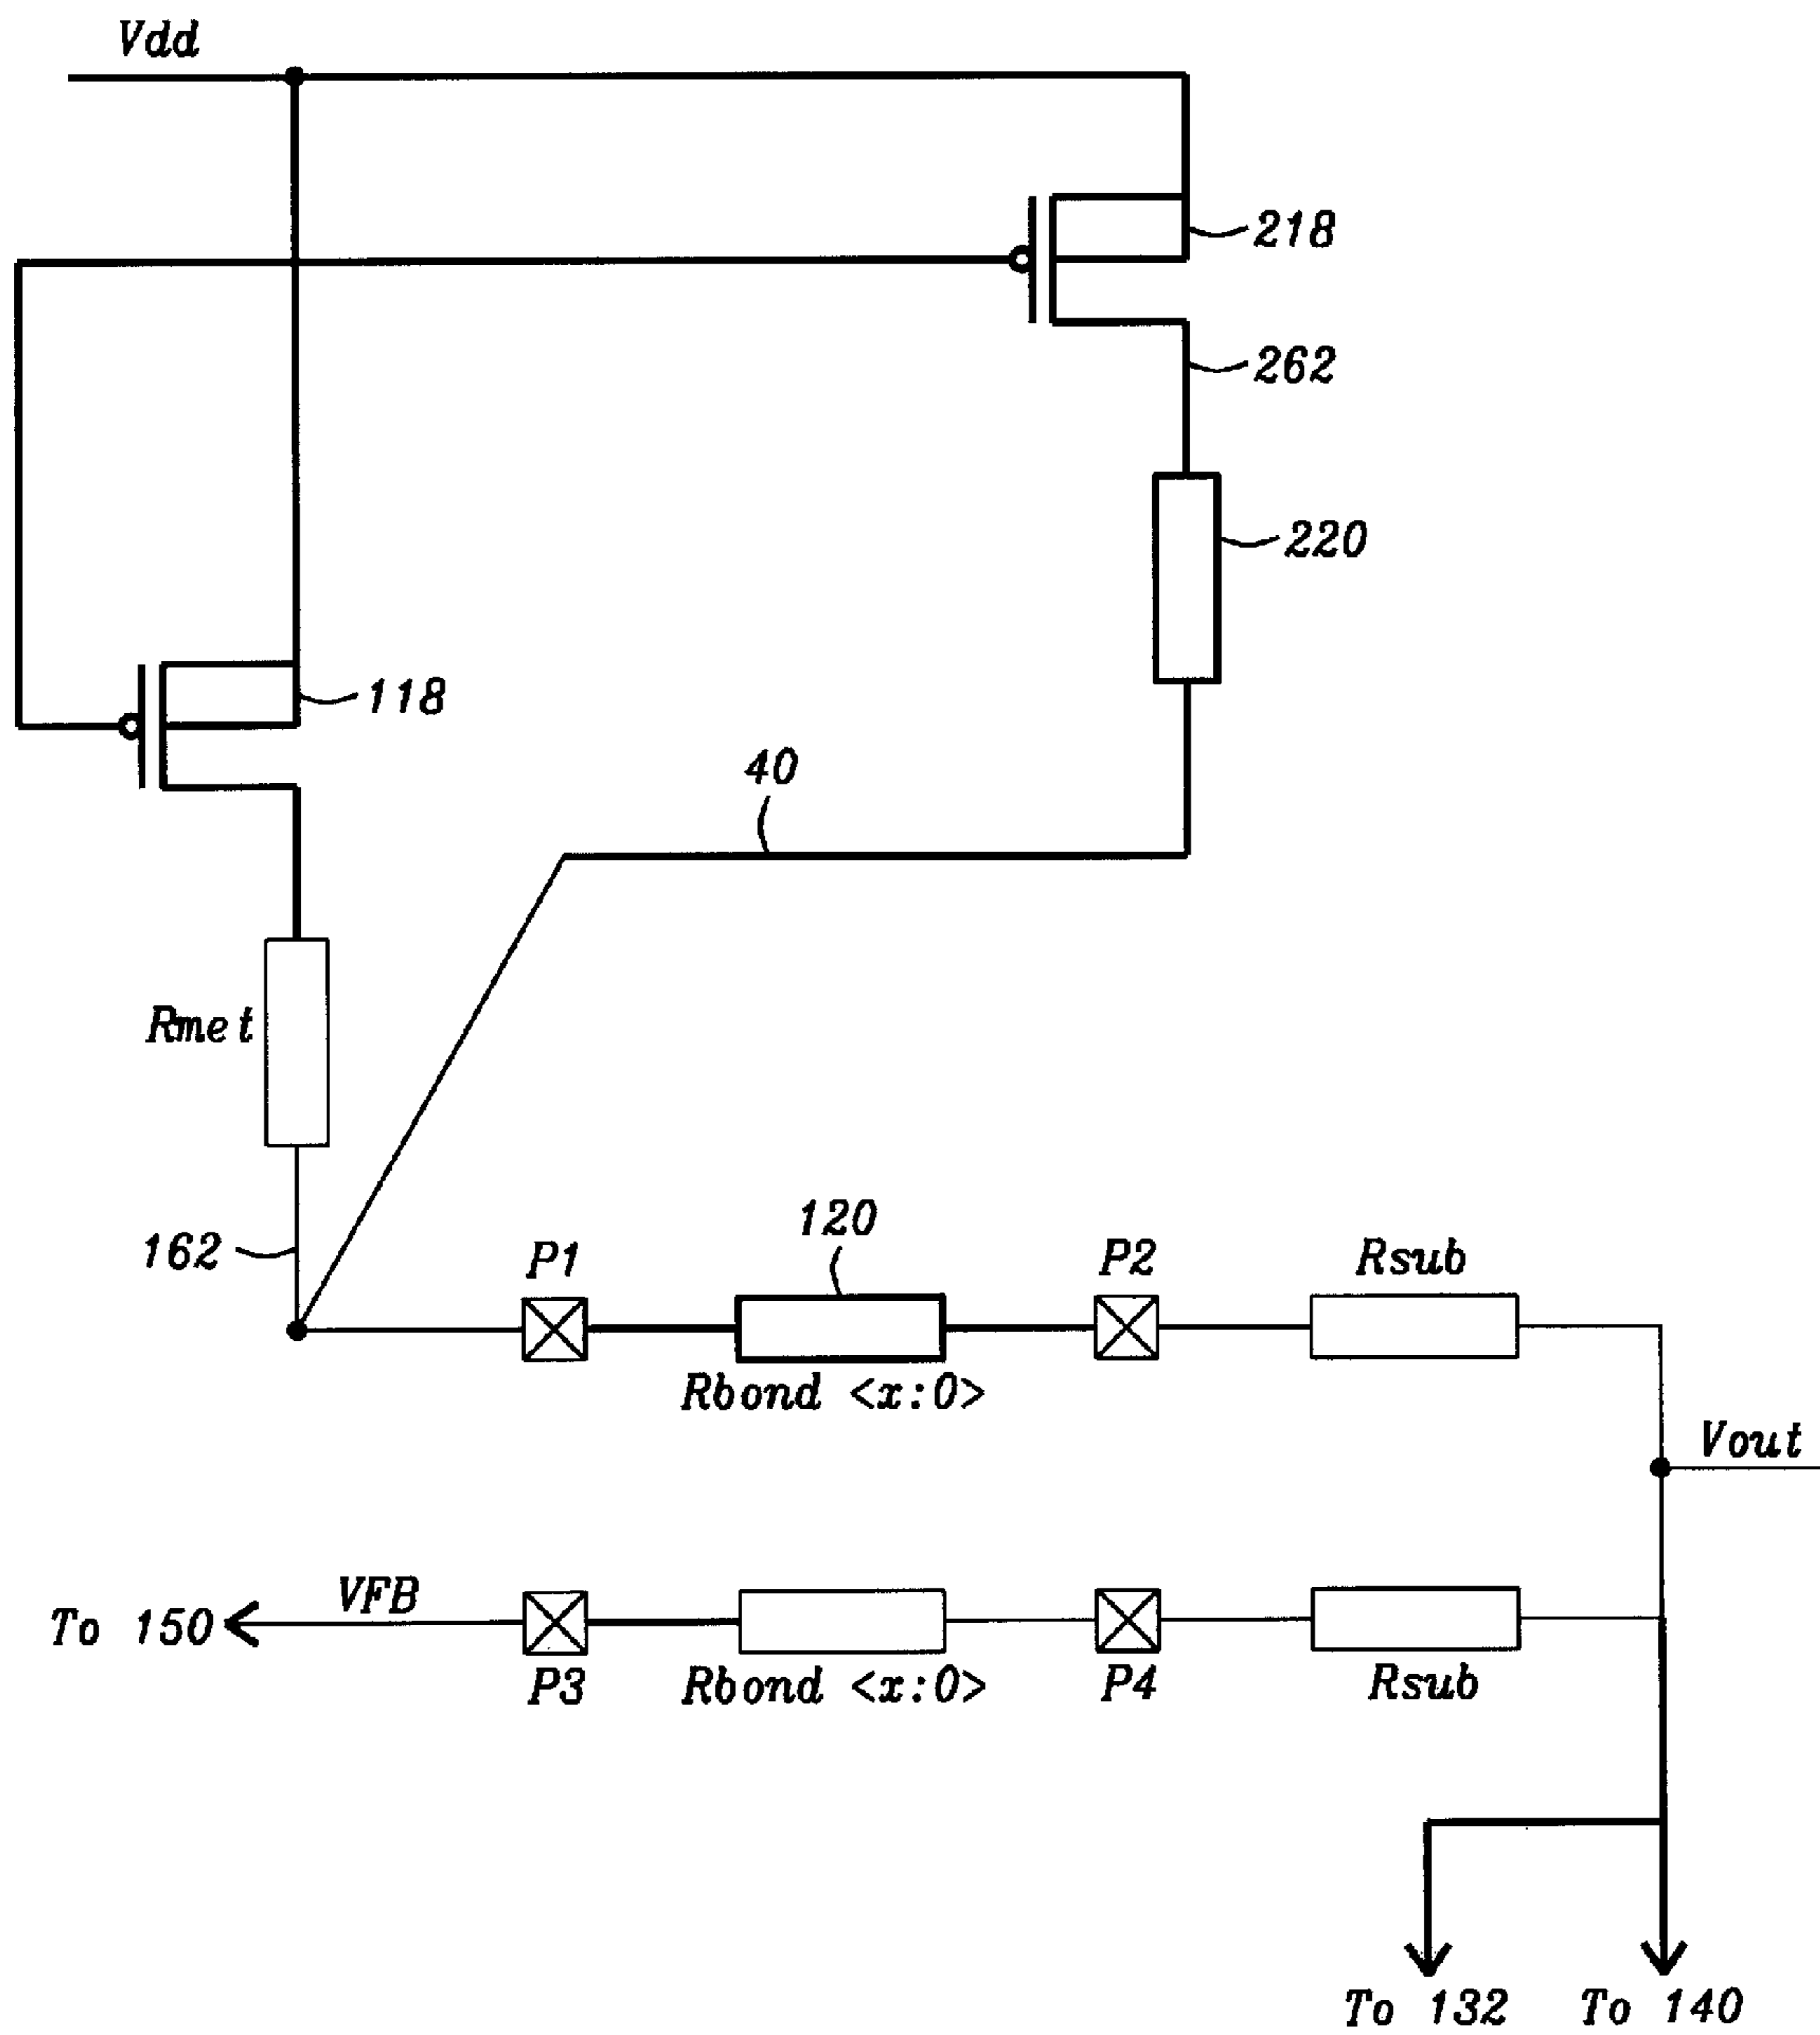 Vdd
218
262
220
118
40
Rmet
162
P1
120
P2
Rsub
Rbond <x:0>
Vout
To 150
VFB
P3
Rbond <x:0>
P4
Rsub
To 132
To 140